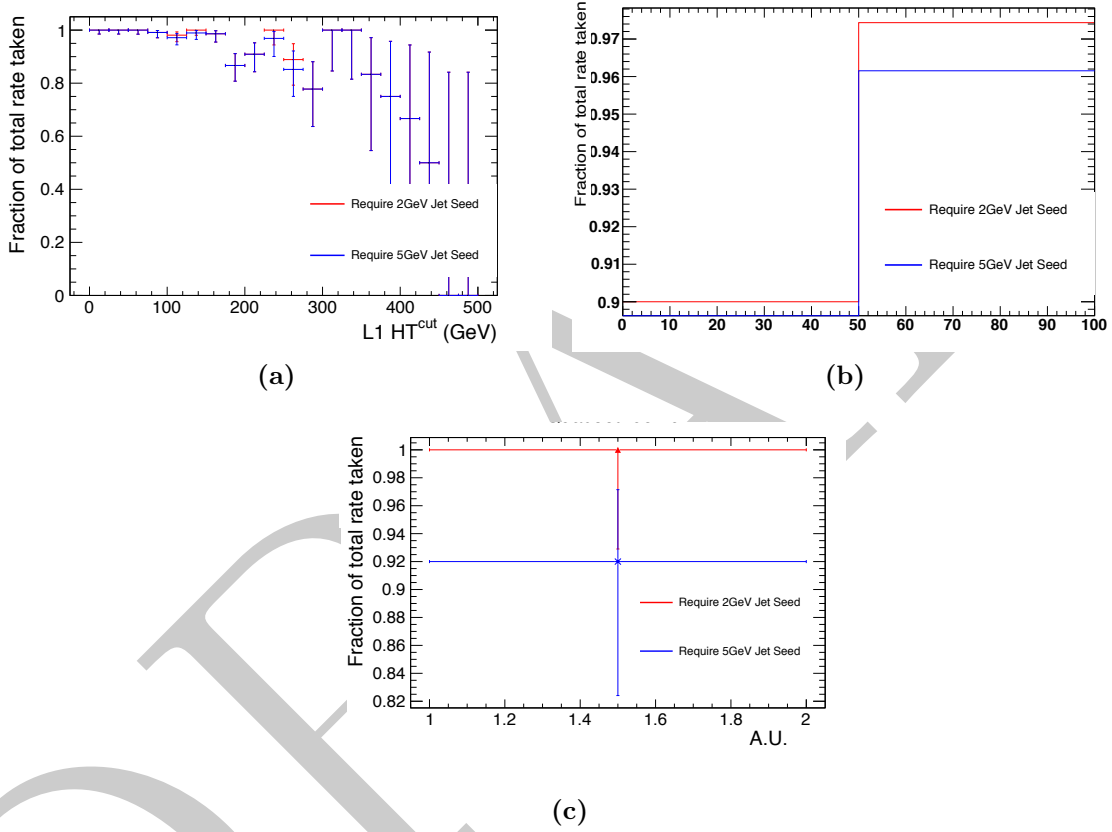 Fraction of total rate taken
1
0.8
0.6
0.4
0.2
0
0 100 200 300 400 500
L1 HT^cut (GeV)
Require 2GeV Jet Seed
Require 5GeV Jet Seed
(a)
Fraction of total rate taken
0.97
0.96
0.95
0.94
0.93
0.92
0.91
0.9
0 10 20 30 40 50 60 70 80 90 100
Require 2GeV Jet Seed
Require 5GeV Jet Seed
(b)
Fraction of total rate taken
1
0.98
0.96
0.94
0.92
0.9
0.88
0.86
0.84
0.82
1 1.2 1.4 1.6 1.8 2
A.U.
Require 2GeV Jet Seed
Require 5GeV Jet Seed
(c)